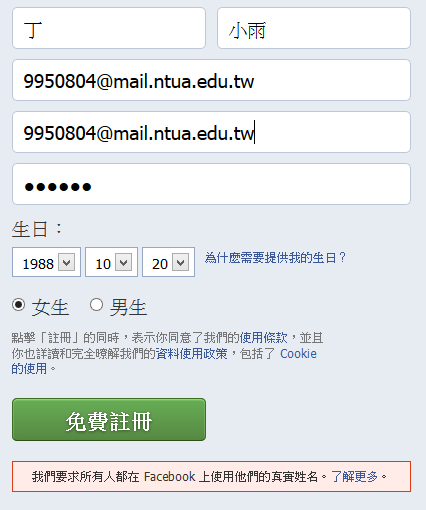 丁 小雨
9950804@mail.ntua.edu.tw
9950804@mail.ntua.edu.tw
●●●●●●
生日：
1988 10 20 為什麼需要提供我的生日？
女生 男生
點擊「註冊」的同時，表示你同意了我們的使用條款，並且
你也詳讀和完全瞭解我們的資料使用政策，包括了 Cookie
的使用。
免費註冊
我們要求所有人都在 Facebook 上使用他們的真實姓名。了解更多。